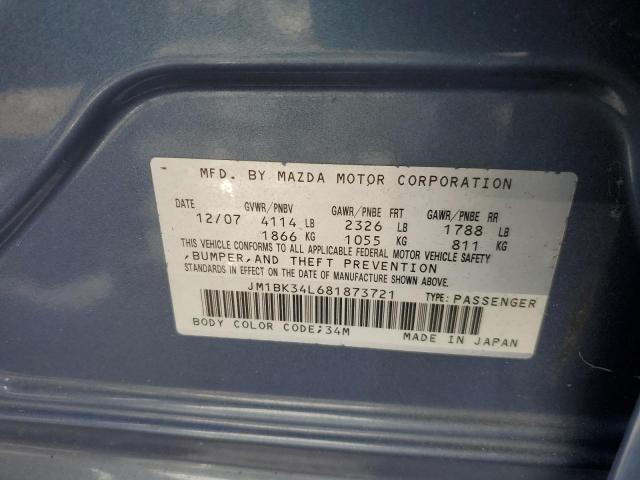 MFD. BY MAZDA MOTOR CORPORATION
DATE GVWR/PNBV GAWR/PNBE FRT GAWR/PNBE RR
12/07 4114 LB 2326 LB 1788 LB
1866 KG 1055 KG 811 KG
THIS VEHICLE CONFORMS TO ALL APPLICABLE FEDERAL MOTOR VEHICLE SAFETY
,BUMPER,AND THEFT PREVENTION
STANDARDS IN EFFECT ON THE DATE OF MANUFACTURE SHOWN ABOVE.
JM1BK34L681873721 TYPE:PASSENGER
BODY COLOR CODE;34M MADE IN JAPAN